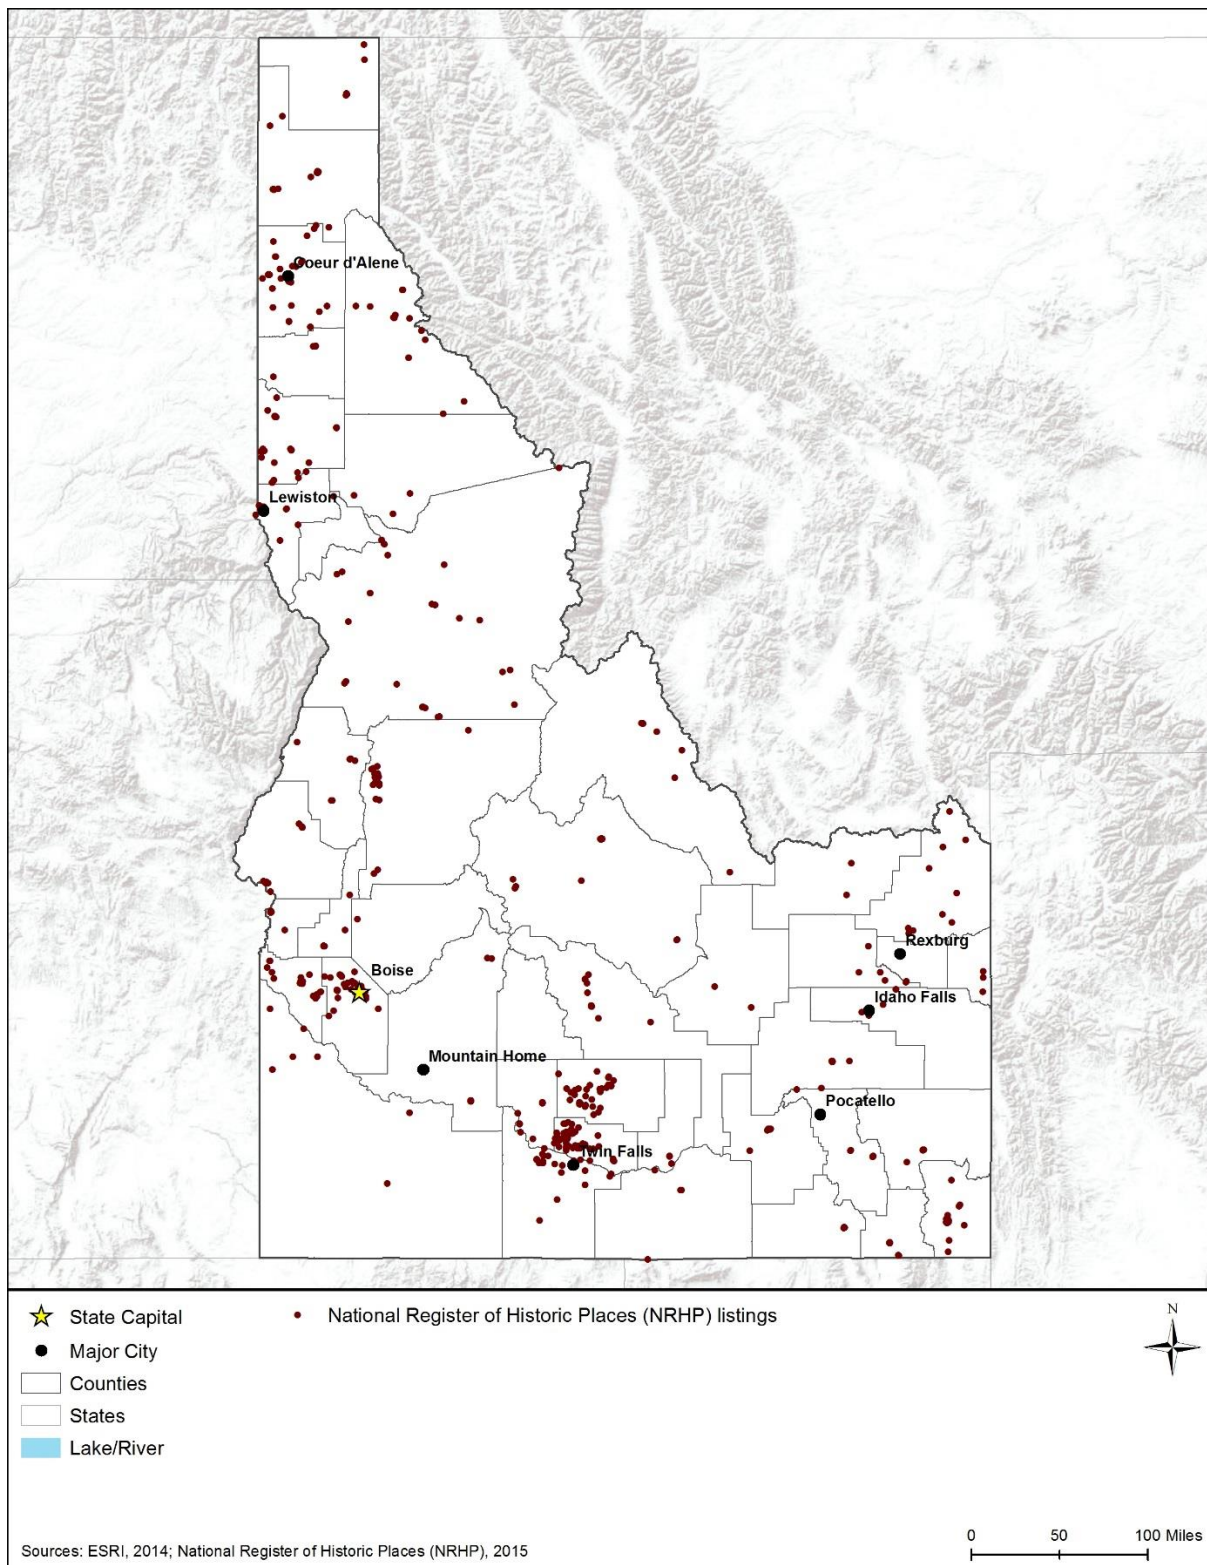 Coeur d'Alene
Lewiston
Rexburg
Boise
Idaho Falls
Mountain Home
Pocatello
Twin Falls
State Capital
National Register of Historic Places (NRHP) listings
N
Major City
Counties
States
Lake/River
0 50 100 Miles
Sources: ESRI, 2014; National Register of Historic Places (NRHP), 2015